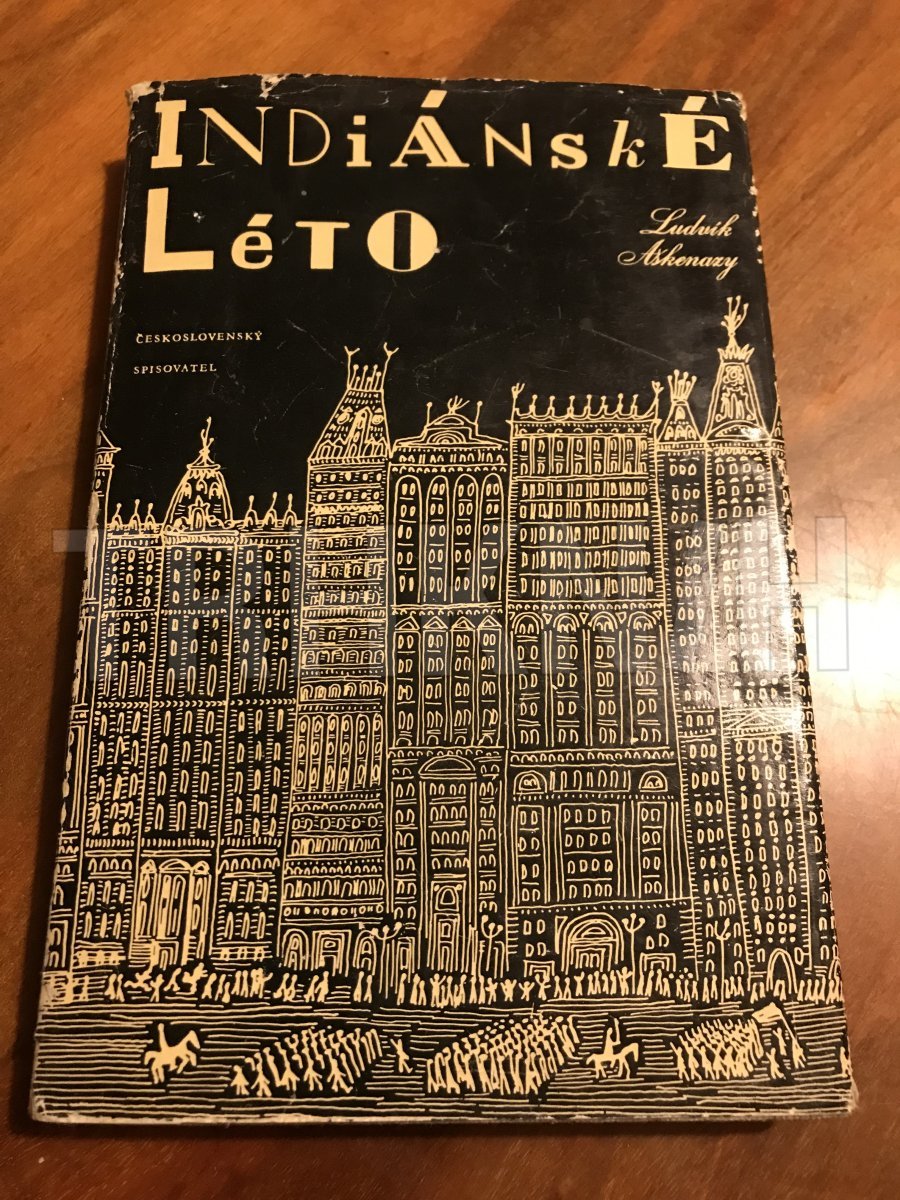 INDiÁNskÉ
LéTO
Ludvík
Aškenazy
ČESKOSLOVENSKÝ
SPISOVATEL